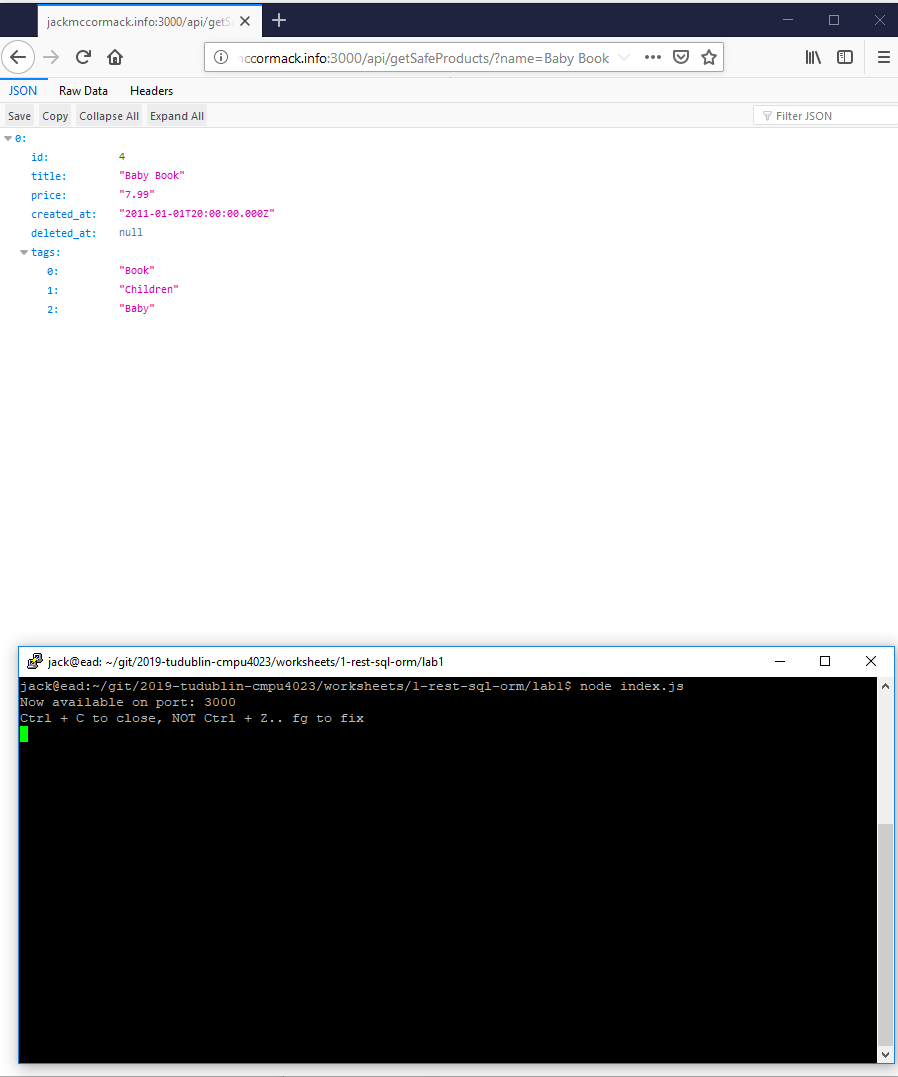 jackmccormack.info:3000/api/getS
ccormack.info:3000/api/getSafeProducts/?name=Baby Book
JSON Raw Data Headers
Save Copy Collapse All Expand All Filter JSON
0:
id: 4
title: "Baby Book"
price: "7.99"
created_at: "2011-01-01T20:00:00.000Z"
deleted_at: null
tags:
0: "Book"
1: "Children"
2: "Baby"
jack@ead: ~/git/2019-tudublin-cmpu4023/worksheets/1-rest-sql-orm/lab1
jack@ead:~/git/2019-tudublin-cmpu4023/worksheets/1-rest-sql-orm/lab1$ node index.js
Now available on port: 3000
Ctrl + C to close, NOT Ctrl + Z.. fg to fix